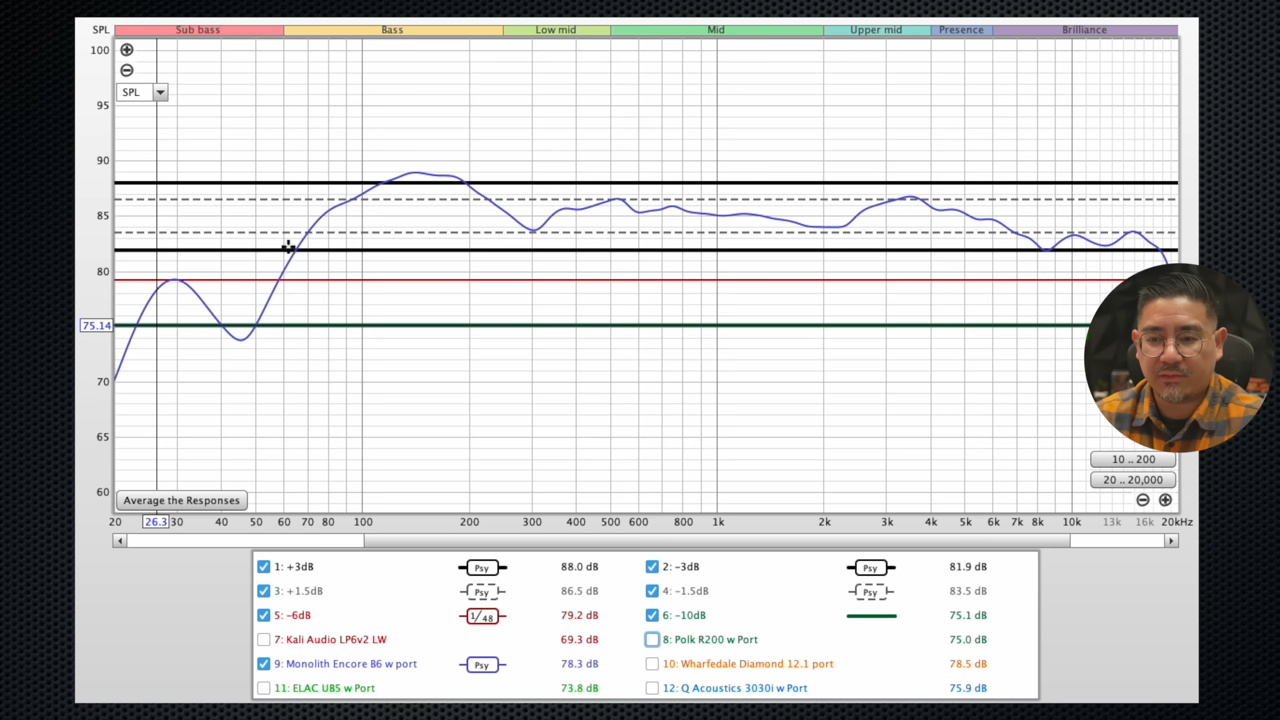 SPL Sub bass Bass Low mid Mid Upper mid Presence Brilliance
100
SPL
95
90
85
80
75.14
70
65
10 .. 200
20 .. 20,000
60
Average the Responses
20 26.3 30 40 50 60 70 80 100 200 300 400 500 600 800 1k 2k 3k 4k 5k 6k 7k 8k 10k 13k 16k 20kHz
1: +3dB Psy 88.0 dB 2: -3dB Psy 81.9 dB
3: +1.5dB Psy 86.5 dB 4: -1.5dB Psy 83.5 dB
5: -6dB 1/48 79.2 dB 6: -10dB 75.1 dB
7: Kali Audio LP6v2 LW 69.3 dB 8: Polk R200 w Port 75.0 dB
9: Monolith Encore B6 w port Psy 78.3 dB 10: Wharfedale Diamond 12.1 port 78.5 dB
11: ELAC UB5 w Port 73.8 dB 12: Q Acoustics 3030i w Port 75.9 dB